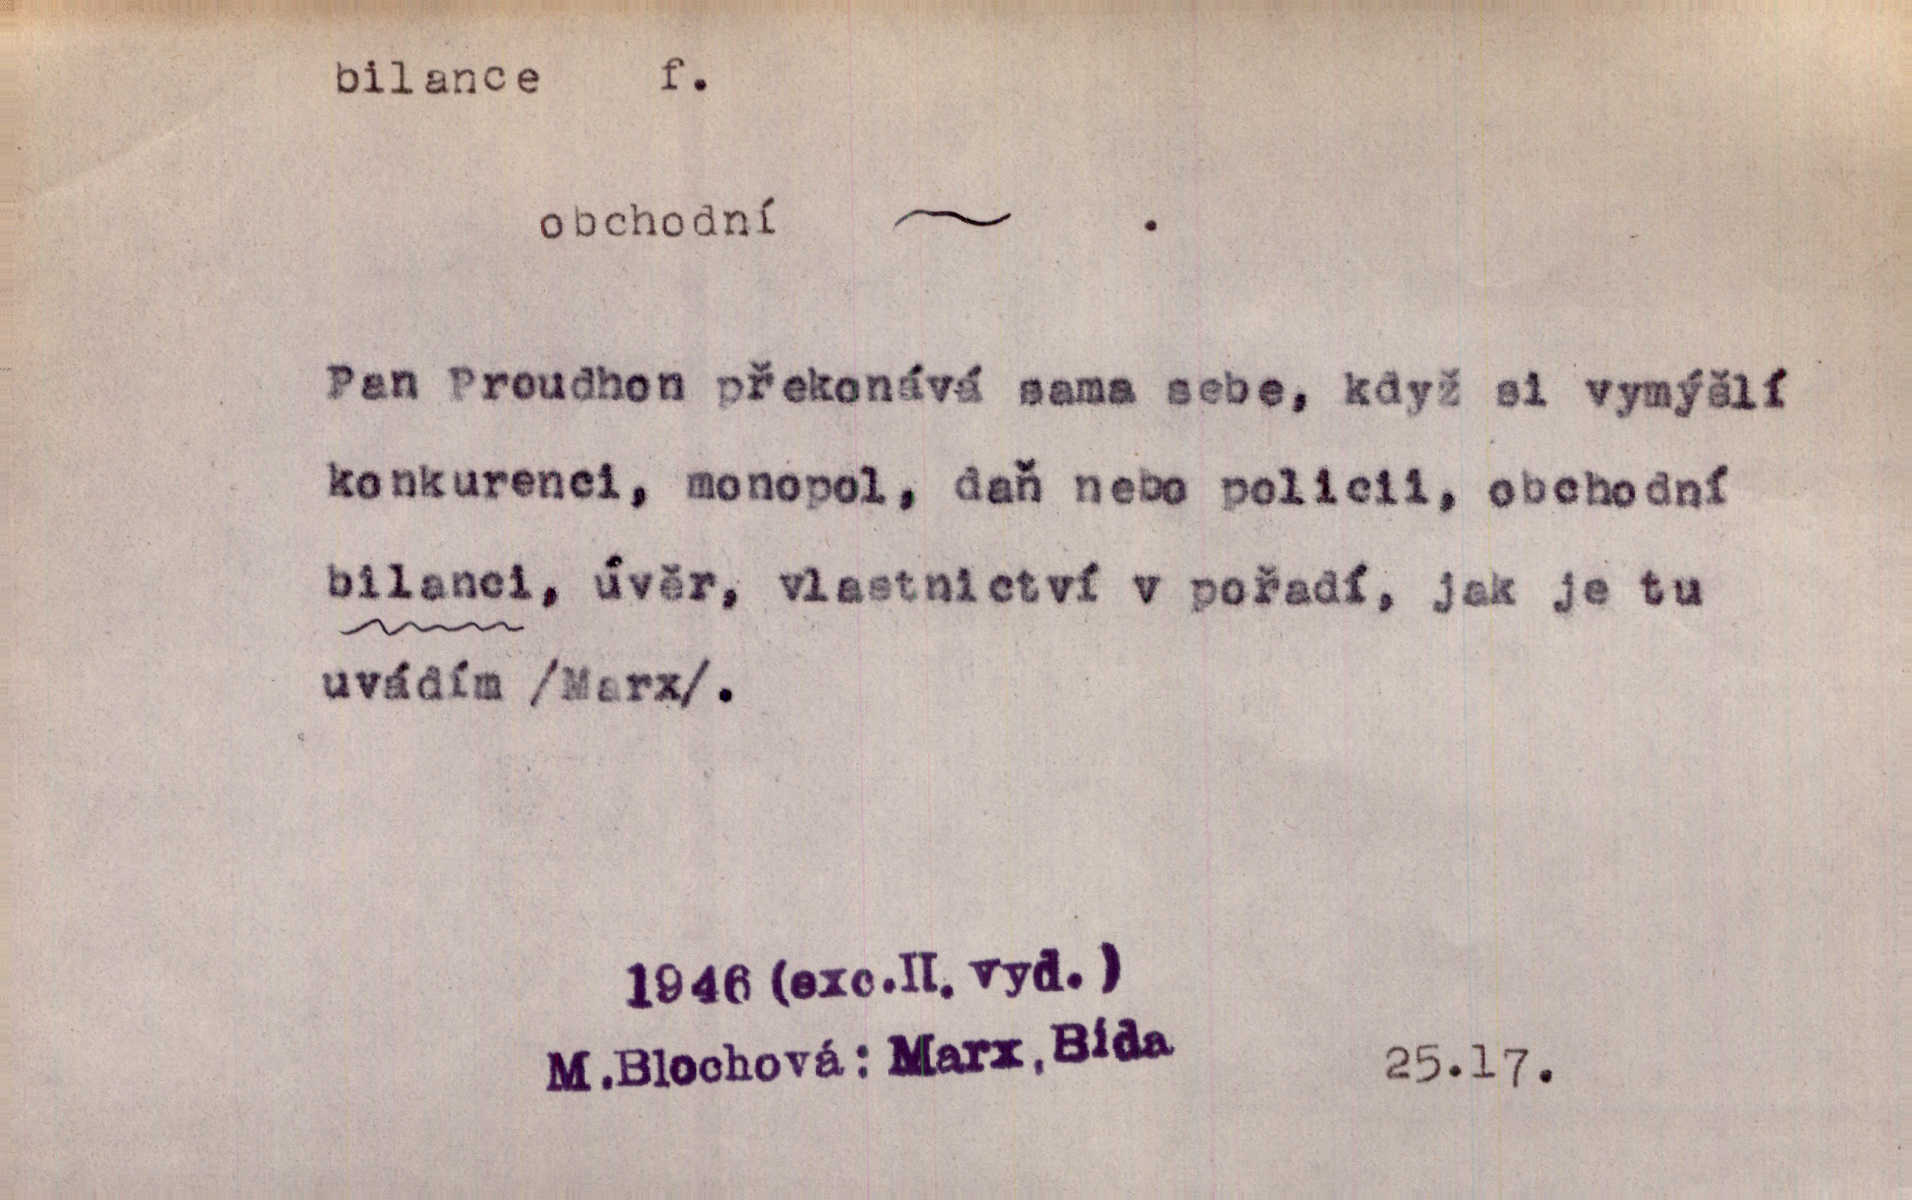 bilance f.
obchodní ~ .
Pan Proudhon překonává sama sebe, když si vymýšlí
konkurenci, monopol, daň nebo policii, obchodní
bilanci, úvěr, vlastnictví v pořadí, jak je tu
uvádím /Marx/.
1946 (exc.II. vyd.)
M.Blochová: Marx, Bída
25.17.